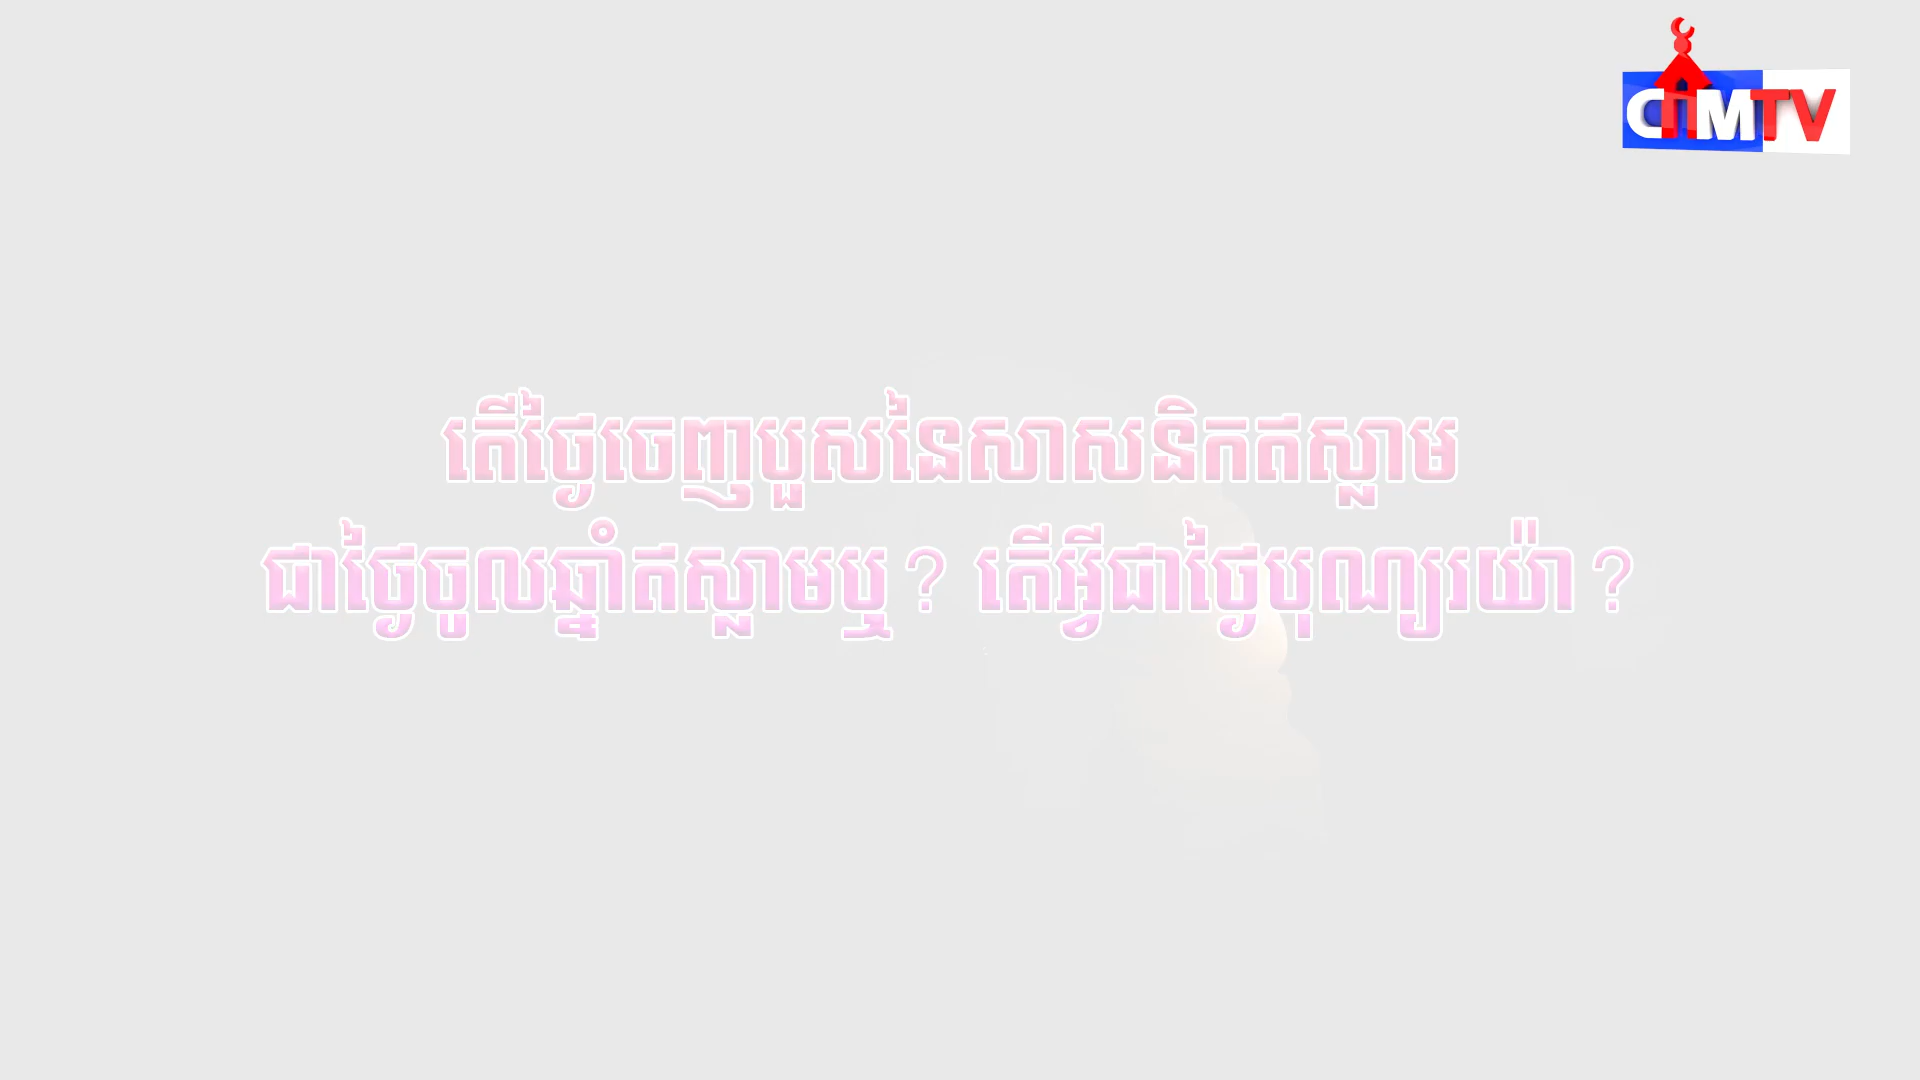 CAMTV
តើថ្ងៃចេញបួសនៃសាសនិកឥស្លាម
ជាថ្ងៃចូលឆ្នាំឥស្លាមឬ? តើអ្វីជាថ្ងៃបុណ្យរយ៉ា?